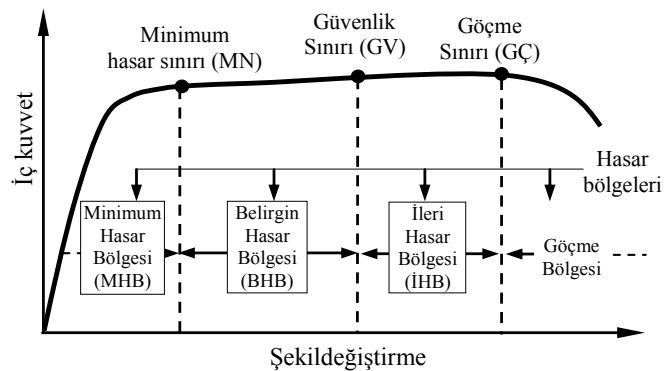 Minimum
hasar sınırı (MN)
Güvenlik
Sınırı (GV)
Göçme
Sınırı (GÇ)
İç kuvvet
Hasar
bölgeleri
Minimum
Hasar
Bölgesi
(MHB)
Belirgin
Hasar
Bölgesi
(BHB)
İleri
Hasar
Bölgesi
(İHB)
Göçme
Bölgesi
Şekildeğiştirme